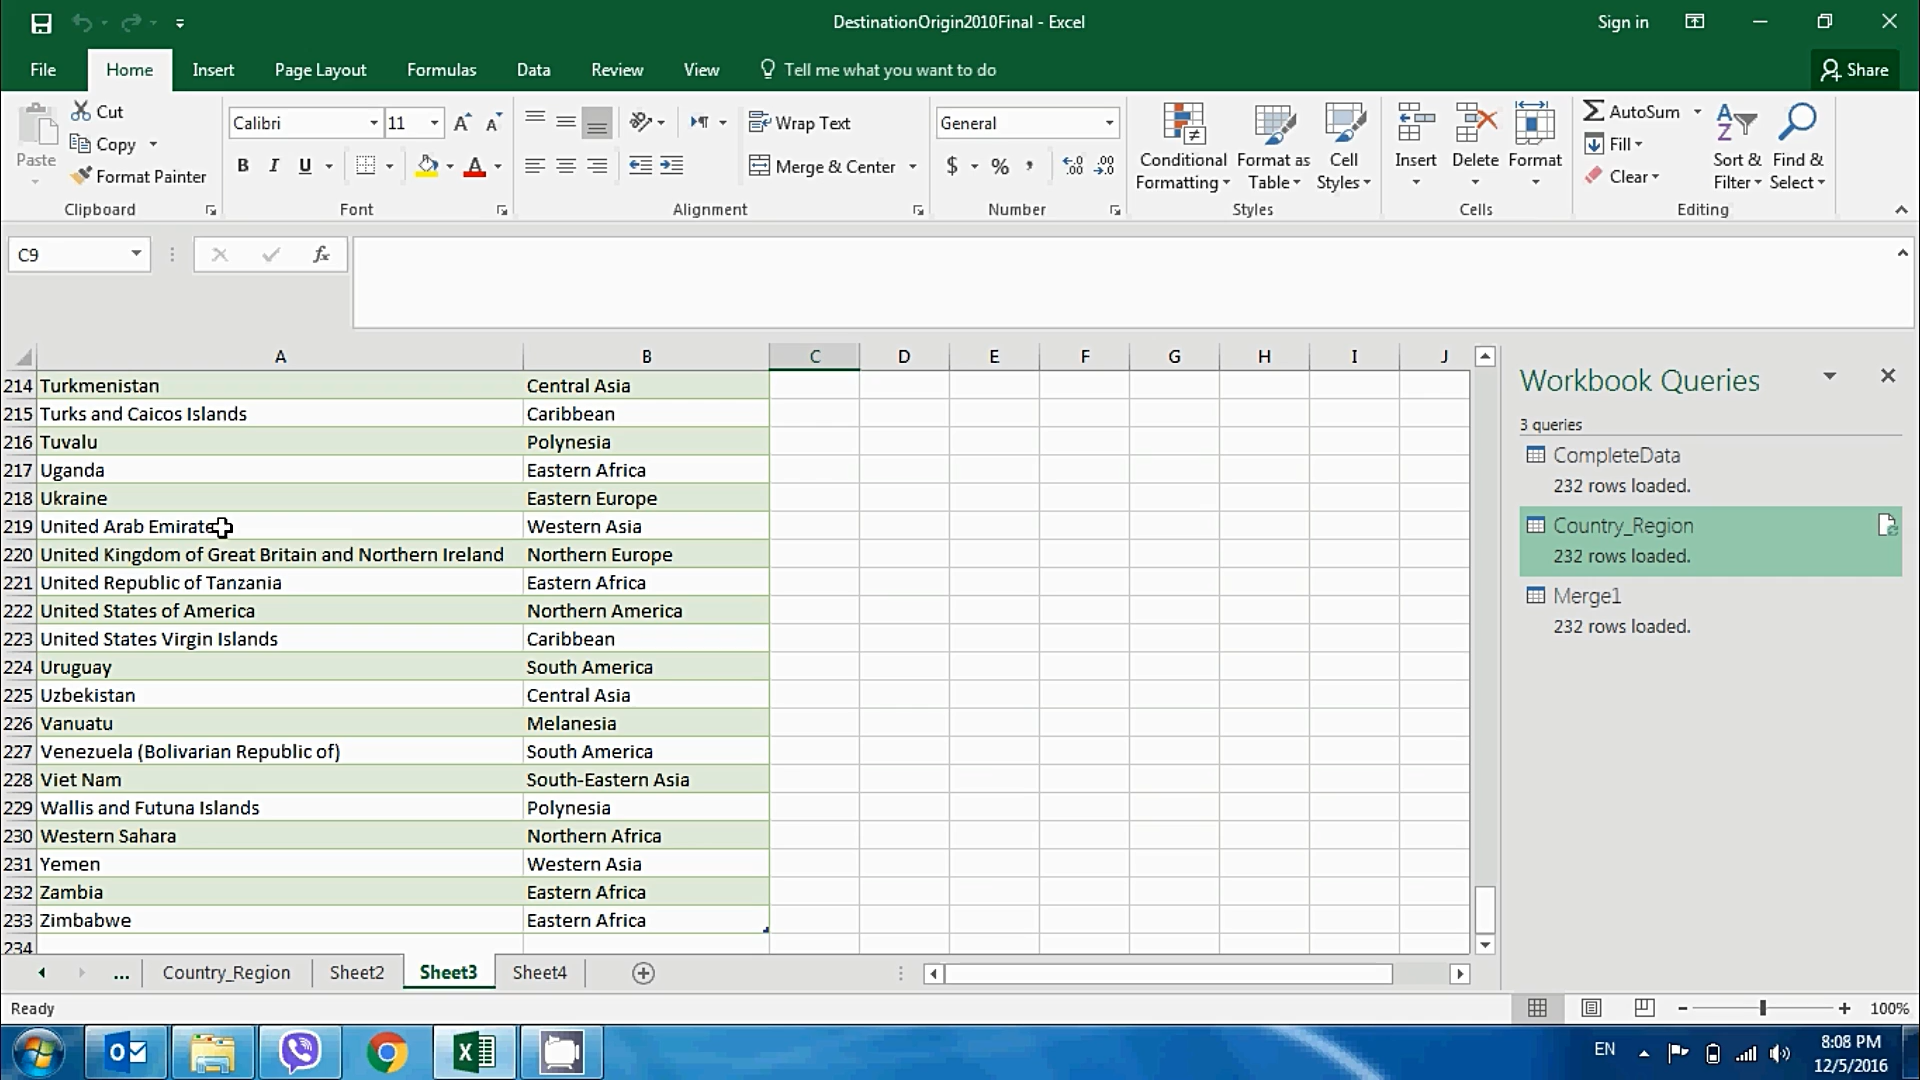 DestinationOrigin2010Final - Excel
Sign in
File Home Insert Page Layout Formulas Data Review View Tell me what you want to do Share
Paste
Cut
Copy
Format Painter
Clipboard
Calibri 11
B I U
Font
Wrap Text
Merge & Center
Alignment
General
$ % ,
Number
Conditional Formatting
Format as Table
Cell Styles
Styles
Insert Delete Format
Cells
AutoSum
Fill
Clear
Sort & Filter
Find & Select
Editing
C9
fx
A B C D E F G H I J
214 Turkmenistan Central Asia
215 Turks and Caicos Islands Caribbean
216 Tuvalu Polynesia
217 Uganda Eastern Africa
218 Ukraine Eastern Europe
219 United Arab Emirate Western Asia
220 United Kingdom of Great Britain and Northern Ireland Northern Europe
221 United Republic of Tanzania Eastern Africa
222 United States of America Northern America
223 United States Virgin Islands Caribbean
224 Uruguay South America
225 Uzbekistan Central Asia
226 Vanuatu Melanesia
227 Venezuela (Bolivarian Republic of) South America
228 Viet Nam South-Eastern Asia
229 Wallis and Futuna Islands Polynesia
230 Western Sahara Northern Africa
231 Yemen Western Asia
232 Zambia Eastern Africa
233 Zimbabwe Eastern Africa
234
Workbook Queries
3 queries
CompleteData
232 rows loaded.
Country_Region
232 rows loaded.
Merge1
232 rows loaded.
... Country_Region Sheet2 Sheet3 Sheet4
Ready
100%
EN
8:08 PM
12/5/2016